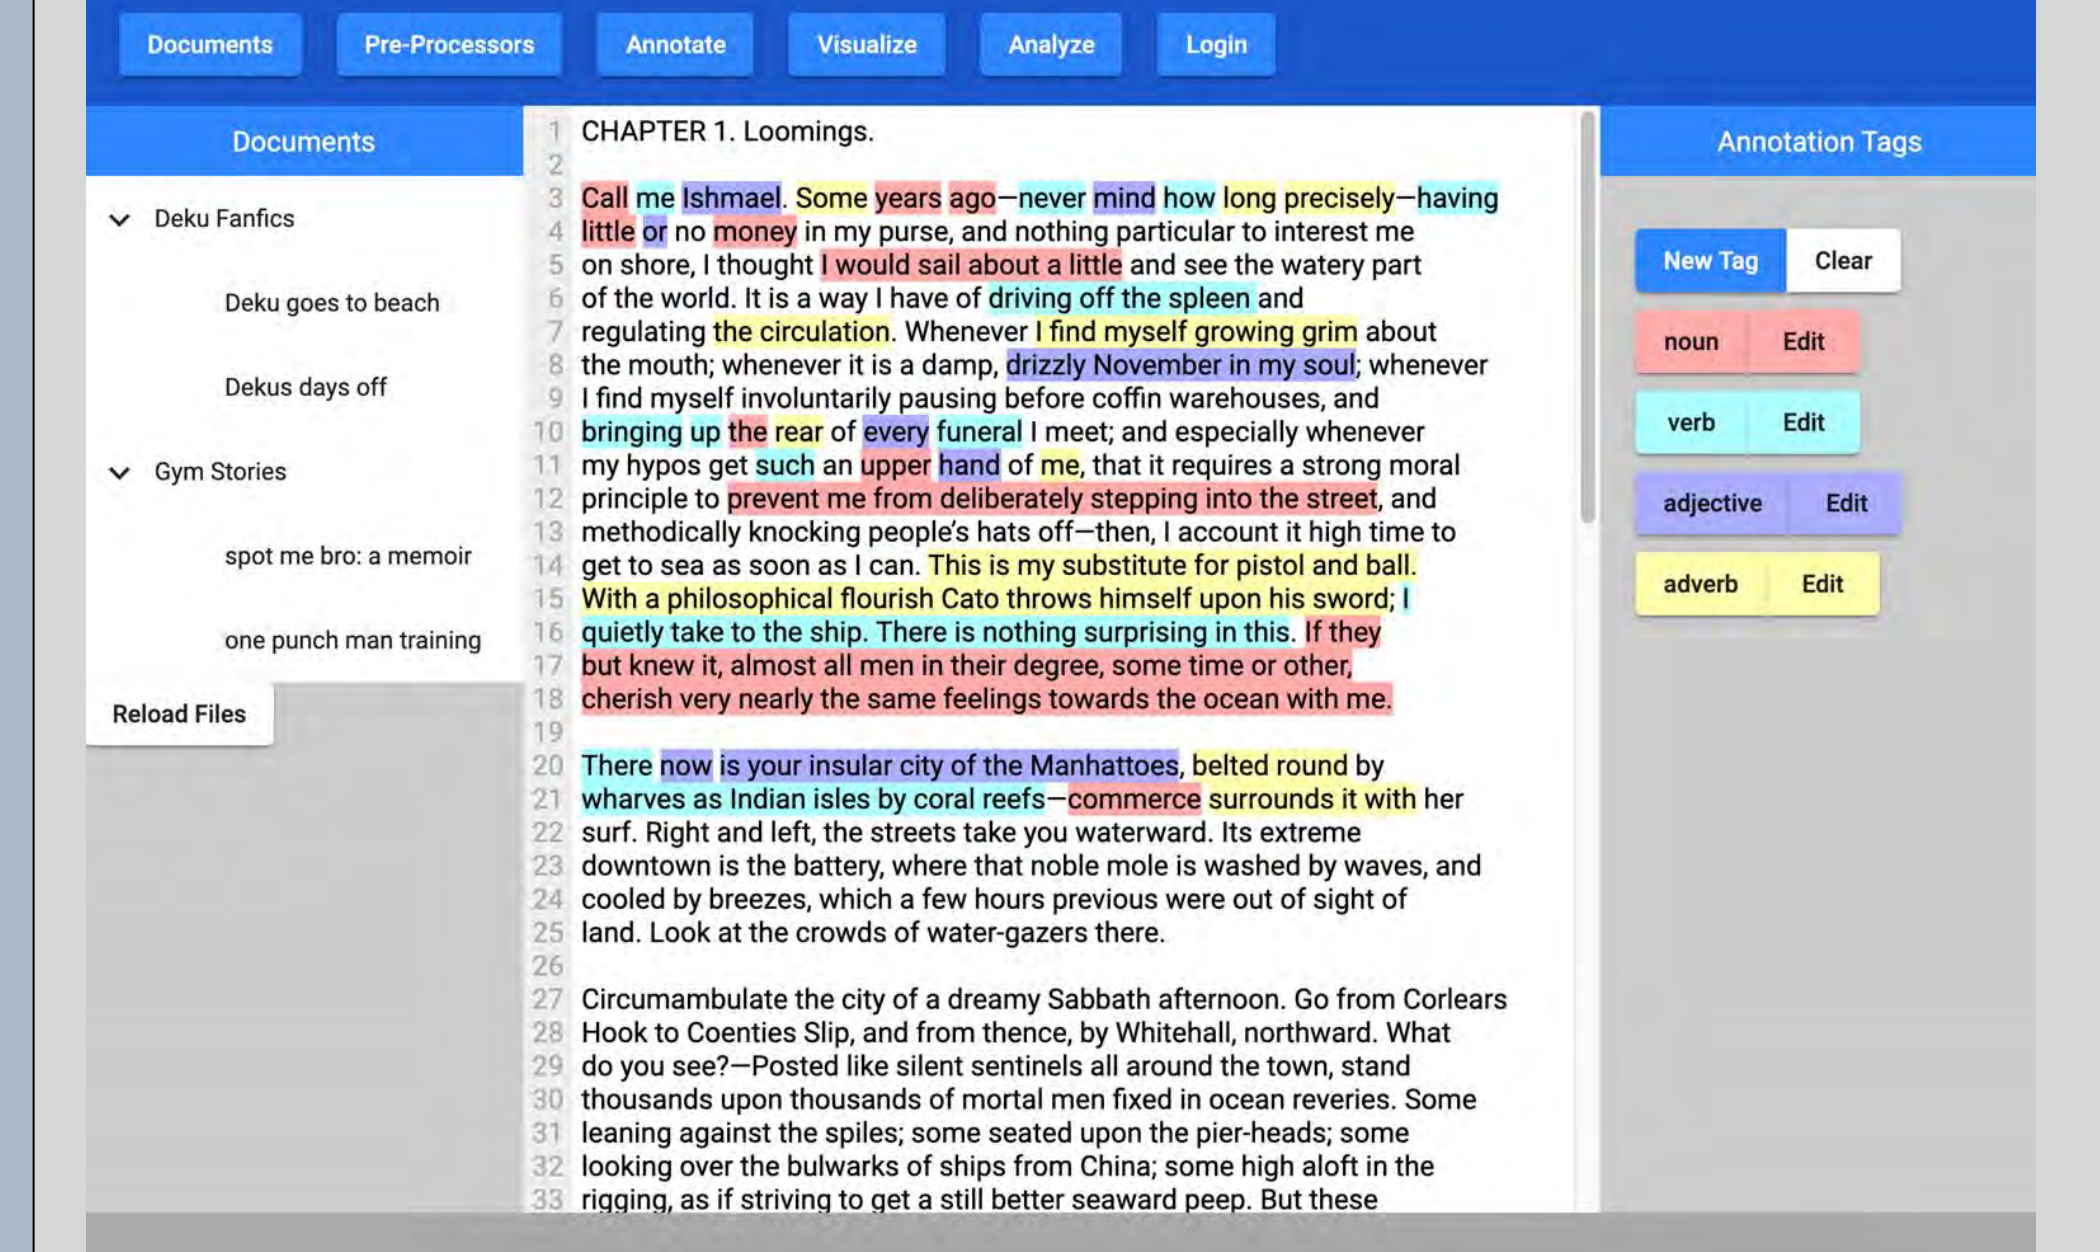 Documents
Pre-Processors
Annotate
Visualize
Analyze
Login
Documents
Deku Fanfics
Deku goes to beach
Dekus days off
Gym Stories
spot me bro: a memoir
one punch man training
Reload Files
1 CHAPTER 1. Loomings.
2
3 Call me Ishmael. Some years ago—never mind how long precisely—having
4 little or no money in my purse, and nothing particular to interest me
5 on shore, I thought I would sail about a little and see the watery part
6 of the world. It is a way I have of driving off the spleen and
7 regulating the circulation. Whenever I find myself growing grim about
8 the mouth; whenever it is a damp, drizzly November in my soul; whenever
9 I find myself involuntarily pausing before coffin warehouses, and
10 bringing up the rear of every funeral I meet; and especially whenever
11 my hypos get such an upper hand of me, that it requires a strong moral
12 principle to prevent me from deliberately stepping into the street, and
13 methodically knocking people’s hats off—then, I account it high time to
14 get to sea as soon as I can. This is my substitute for pistol and ball.
15 With a philosophical flourish Cato throws himself upon his sword; I
16 quietly take to the ship. There is nothing surprising in this. If they
17 but knew it, almost all men in their degree, some time or other,
18 cherish very nearly the same feelings towards the ocean with me.
19
20 There now is your insular city of the Manhattoes, belted round by
21 wharves as Indian isles by coral reefs—commerce surrounds it with her
22 surf. Right and left, the streets take you waterward. Its extreme
23 downtown is the battery, where that noble mole is washed by waves, and
24 cooled by breezes, which a few hours previous were out of sight of
25 land. Look at the crowds of water-gazers there.
26
27 Circumambulate the city of a dreamy Sabbath afternoon. Go from Corlears
28 Hook to Coenties Slip, and from thence, by Whitehall, northward. What
29 do you see?—Posted like silent sentinels all around the town, stand
30 thousands upon thousands of mortal men fixed in ocean reveries. Some
31 leaning against the spiles; some seated upon the pier-heads; some
32 looking over the bulwarks of ships from China; some high aloft in the
33 rigging, as if striving to get a still better seaward peep. But these
Annotation Tags
New Tag
Clear
noun Edit
verb Edit
adjective Edit
adverb Edit